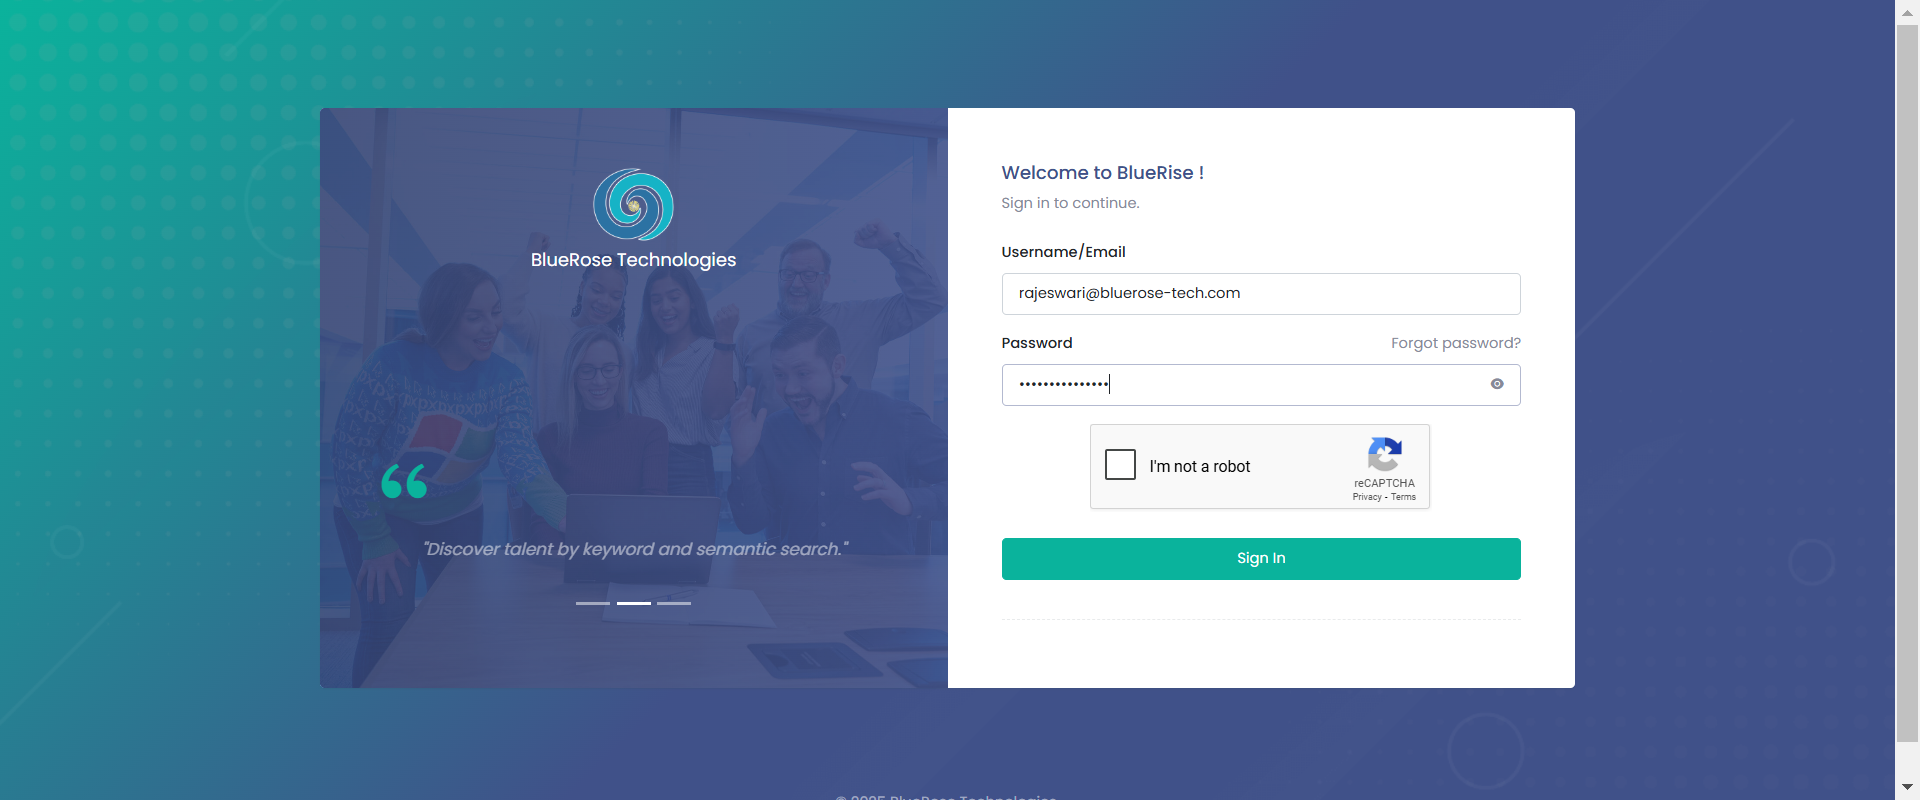 BlueRose Technologies
"Discover talent by keyword and semantic search."
Welcome to BlueRise !
Sign in to continue.
Username/Email
rajeswari@bluerose-tech.com
Password
Forgot password?
I'm not a robot
reCAPTCHA
Privacy - Terms
Sign In
© 2025 BlueRose Technologies